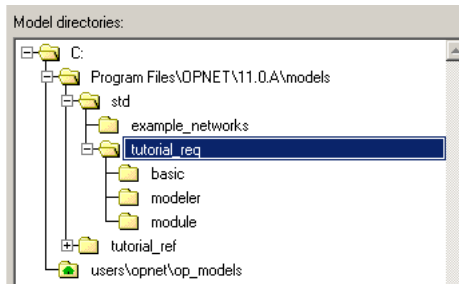 Model directories:
C:
Program Files\OPNET\11.0.A\models
std
example_networks
tutorial_req
basic
modeler
module
tutorial_ref
users\opnet\op_models